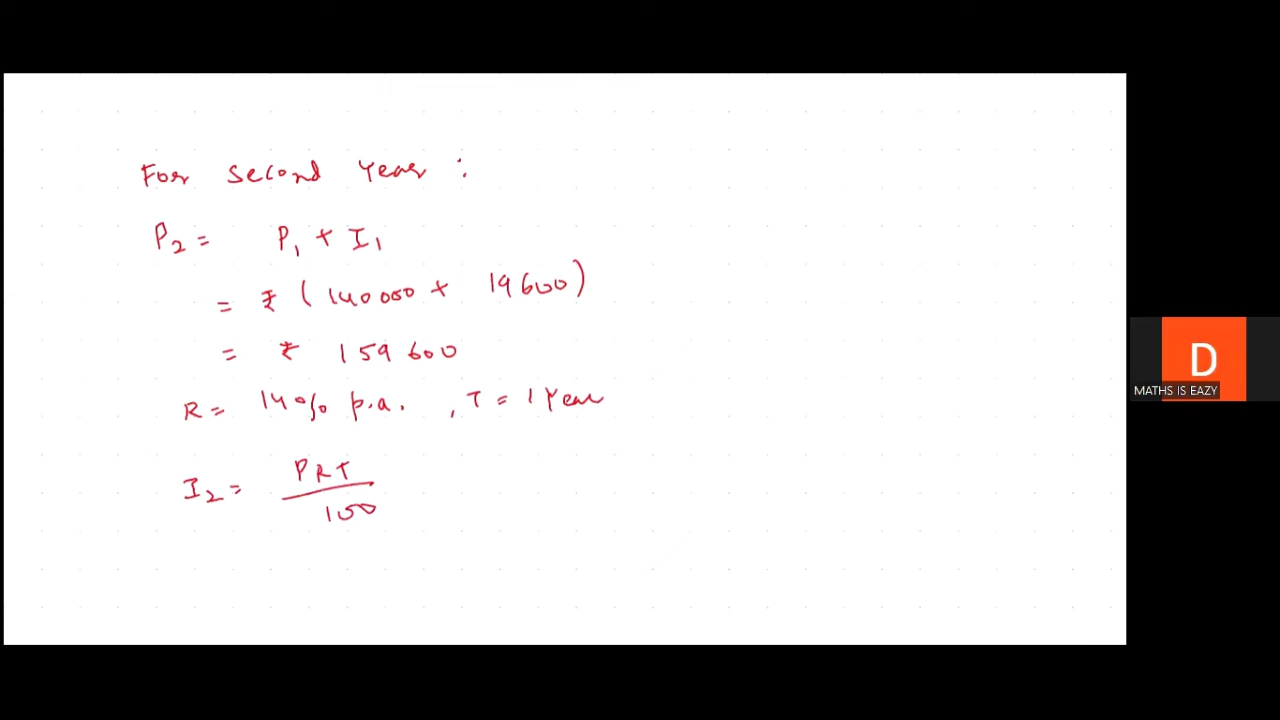 For Second Year :
P2 = P1 + I1
= ₹ (140000 + 19600)
= ₹ 159600
R = 14% p.a. , T = 1 Year
I2 = PRT
100
D
MATHS IS EAZY